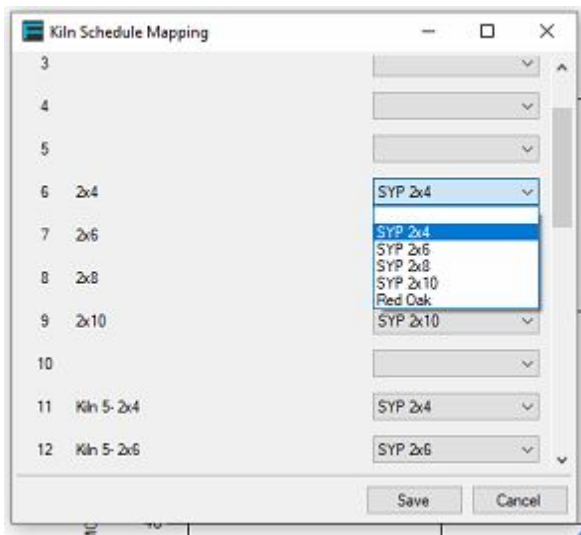 Kiln Schedule Mapping
3
4
5
6 2x4 SYP 2x4
SYP 2x4
7 2x6 SYP 2x6
SYP 2x8
8 2x8 SYP 2x10
Red Oak
9 2x10 SYP 2x10
10
11 Kiln 5- 2x4 SYP 2x4
12 Kiln 5- 2x6 SYP 2x6
Save Cancel